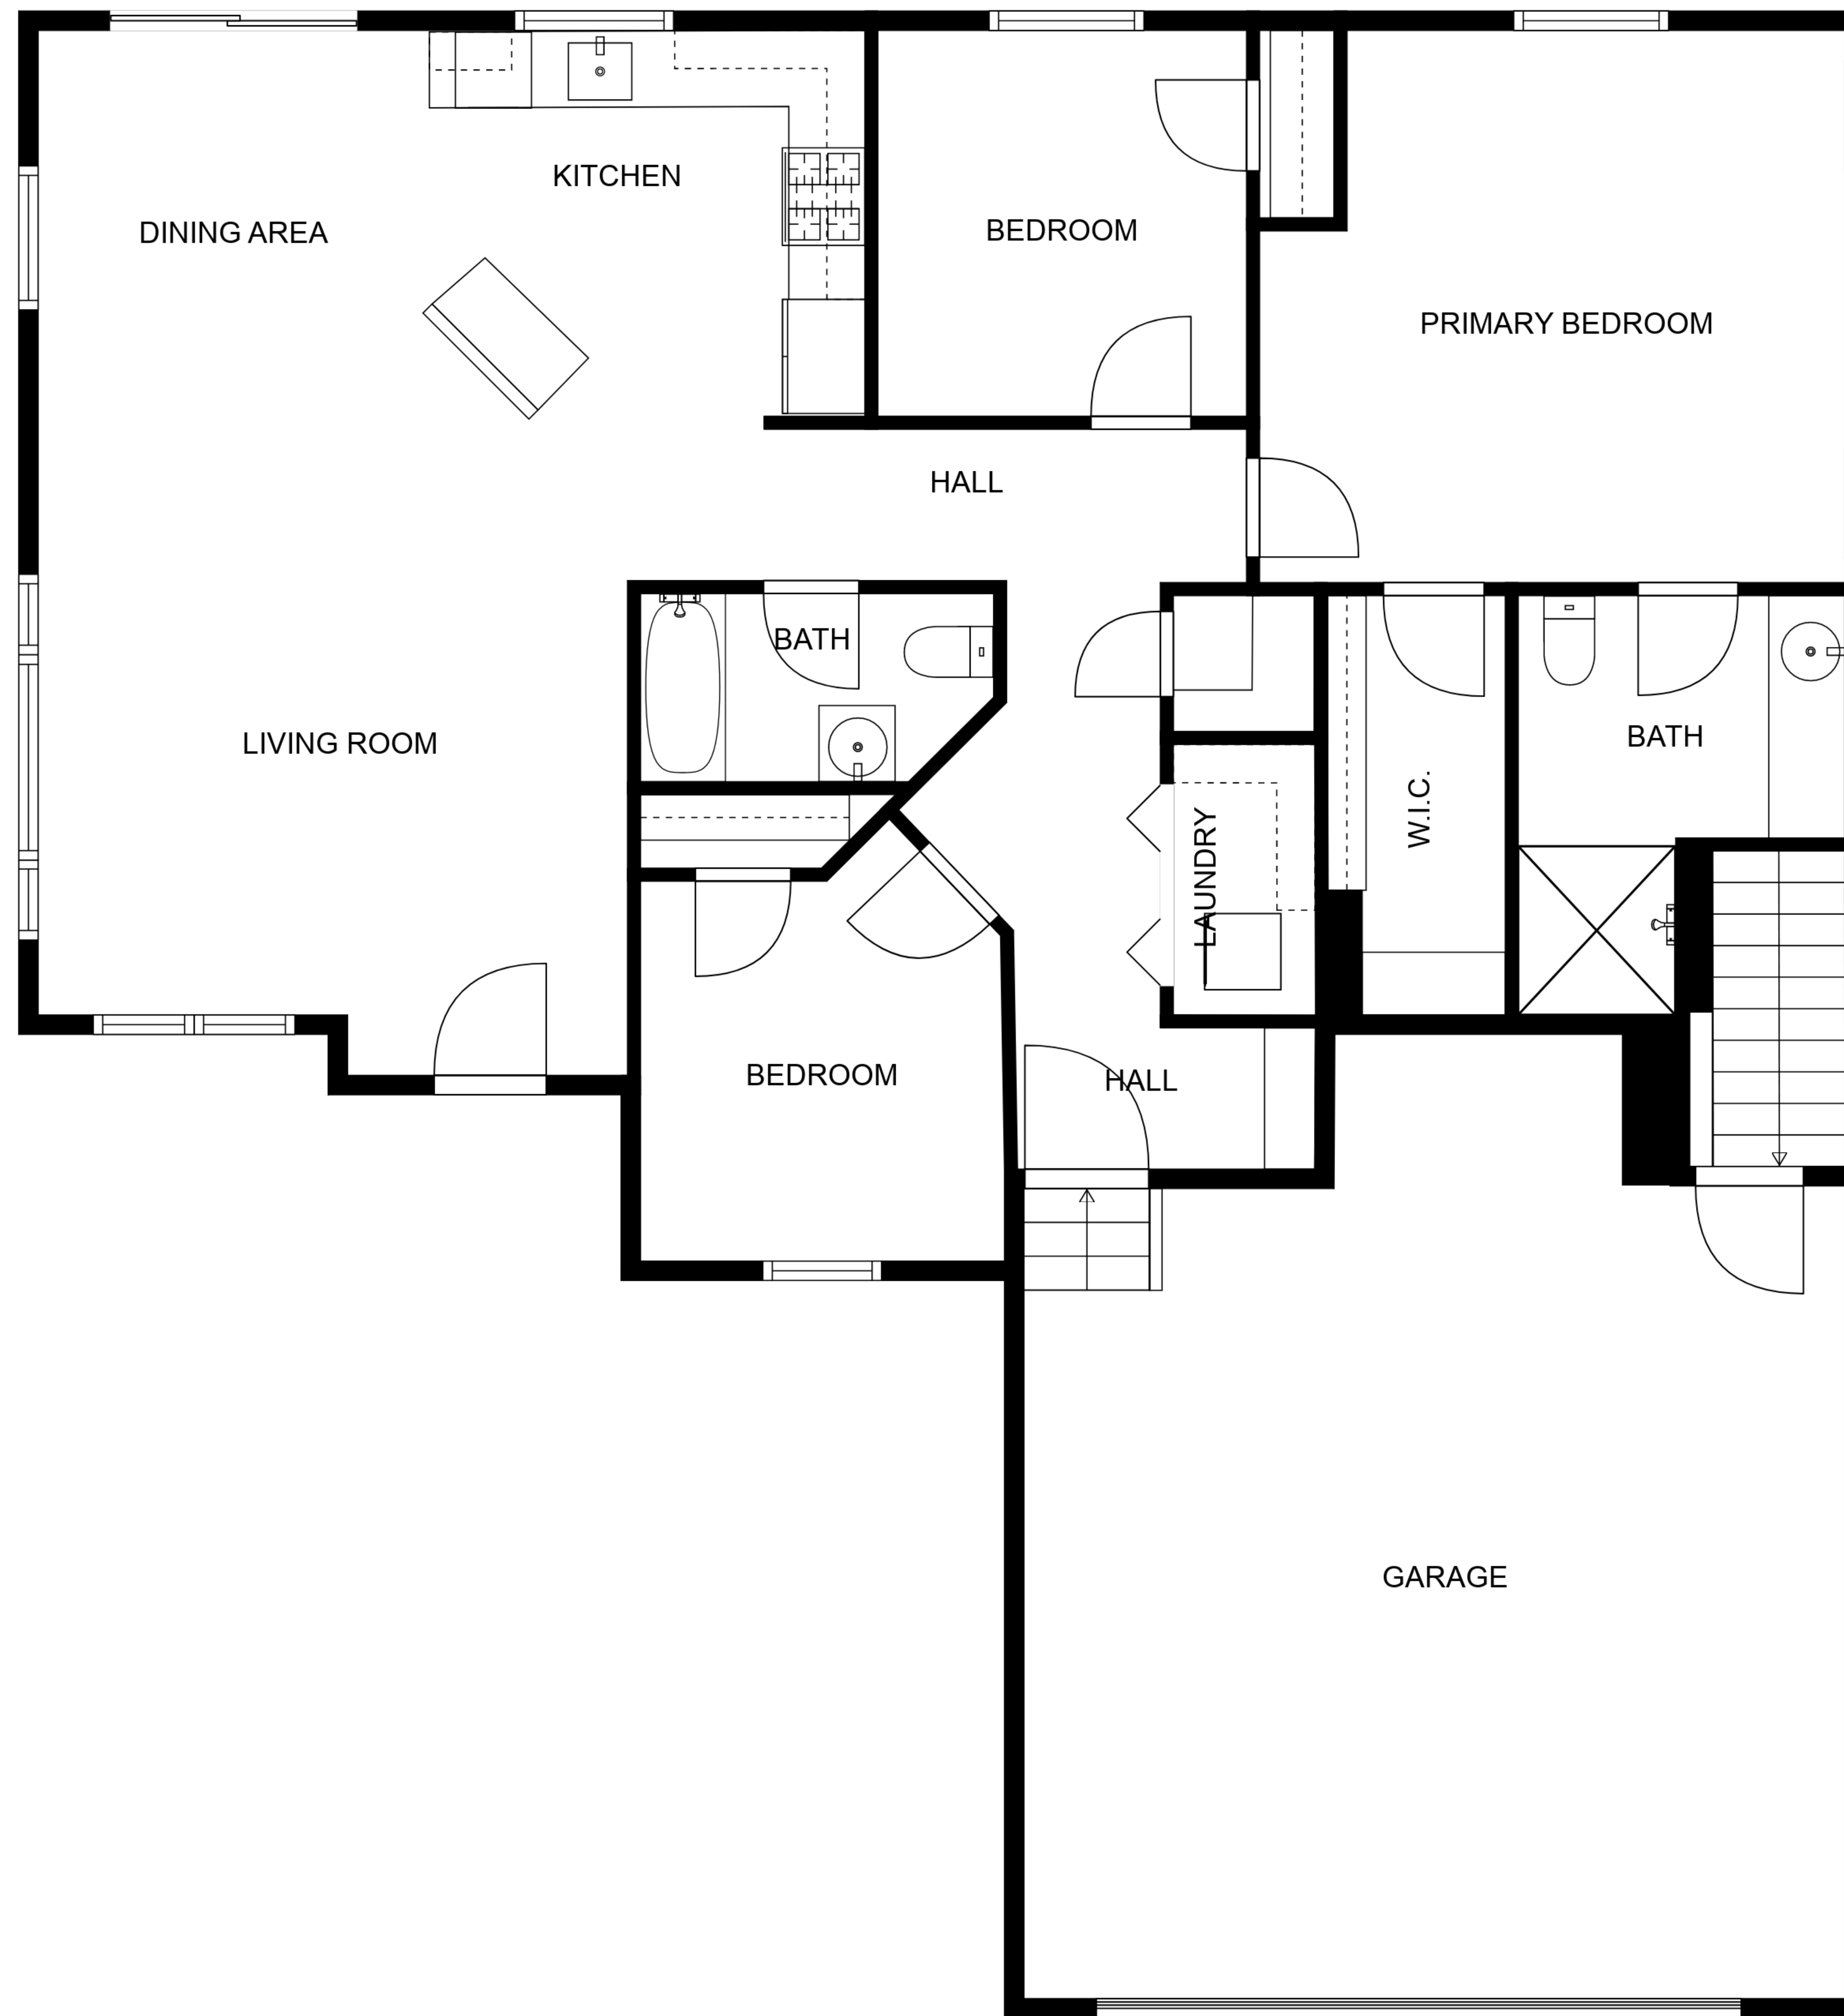 KITCHEN
DINING AREA
BEDROOM
PRIMARY BEDROOM
HALL
BATH
LIVING ROOM
BATH
W.I.C.
LAUNDRY
BEDROOM
HALL
GARAGE